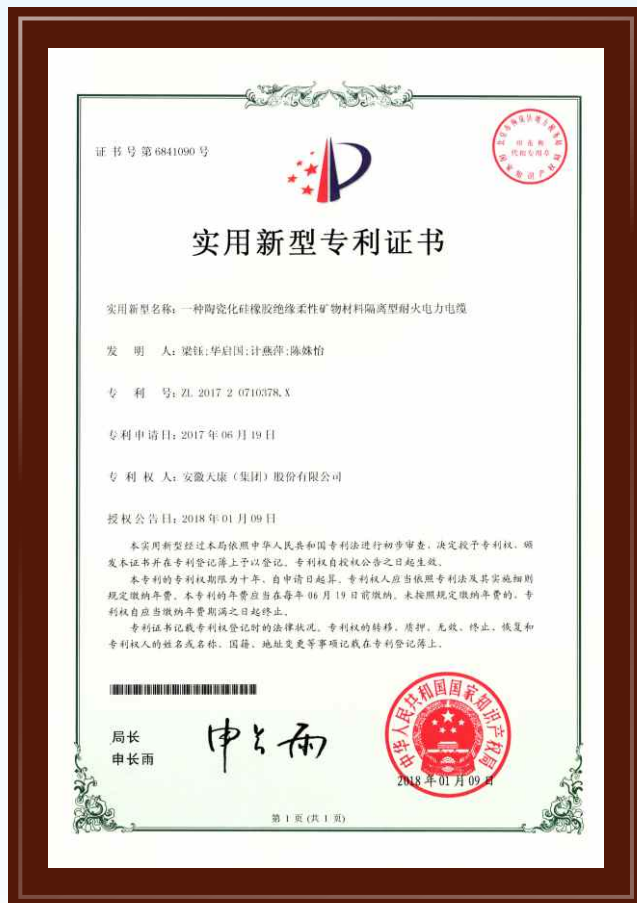 证书号第6841090号
实用新型专利证书
实用新型名称：一种陶瓷化硅橡胶绝缘柔性矿物材料隔离型耐火电力电缆
发明人：梁钰;华启国;计燕萍;陈姝怡
专利号：ZL 2017 2 0710378.X
专利申请日：2017年06月19日
专利权人：安徽天康（集团）股份有限公司
授权公告日：2018年01月09日
本实用新型经过本局依照中华人民共和国专利法进行初步审查，决定授予专利权，颁
发本证书并在专利登记簿上予以登记。专利权自授权公告之日起生效。
本专利的专利权期限为十年，自申请日起算。专利权人应当依照专利法及其实施细则
规定缴纳年费。本专利的年费应当在每年06月19日前缴纳。未按照规定缴纳年费的，专
利权自应当缴纳年费期满之日起终止。
专利证书记载专利权登记时的法律状况。专利权的转移、质押、无效、终止、恢复和
专利权人的姓名或名称、国籍、地址变更等事项记载在专利登记簿上。
局长
申长雨
申长雨
中华人民共和国国家知识产权局
2018年01月09日
第1页(共1页)